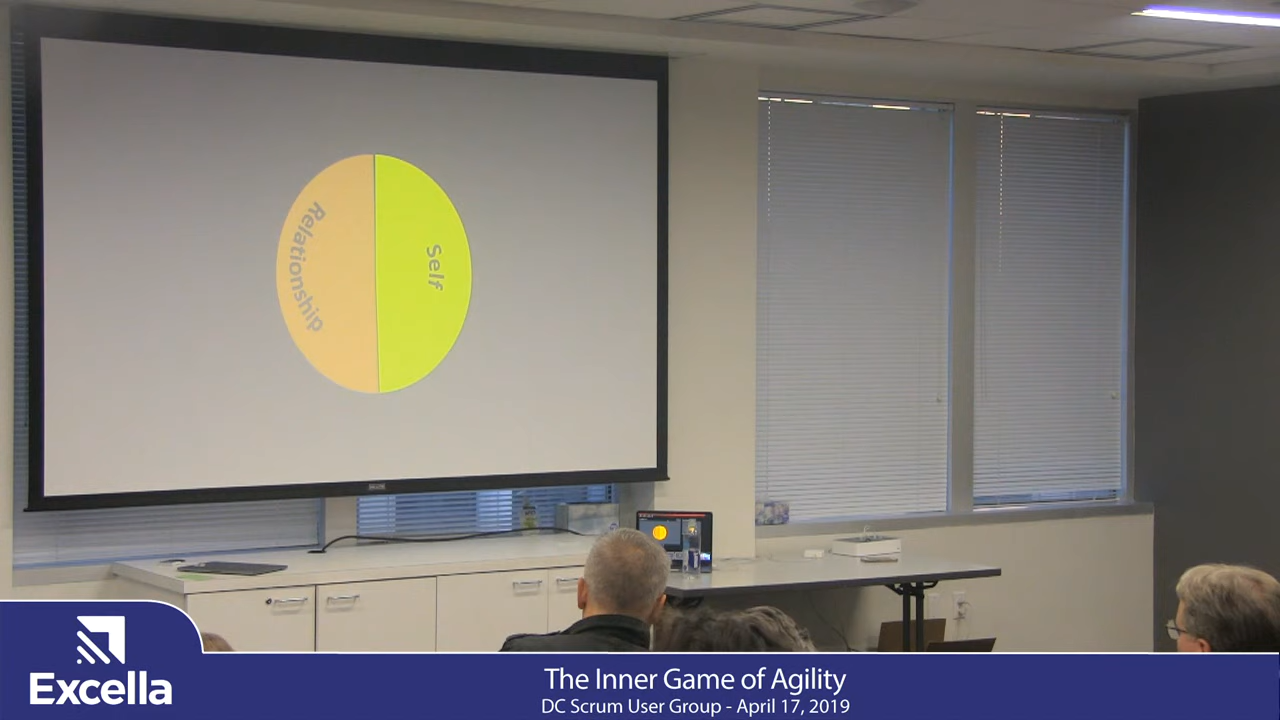 Relationship
Self
Excella
The Inner Game of Agility
DC Scrum User Group - April 17, 2019